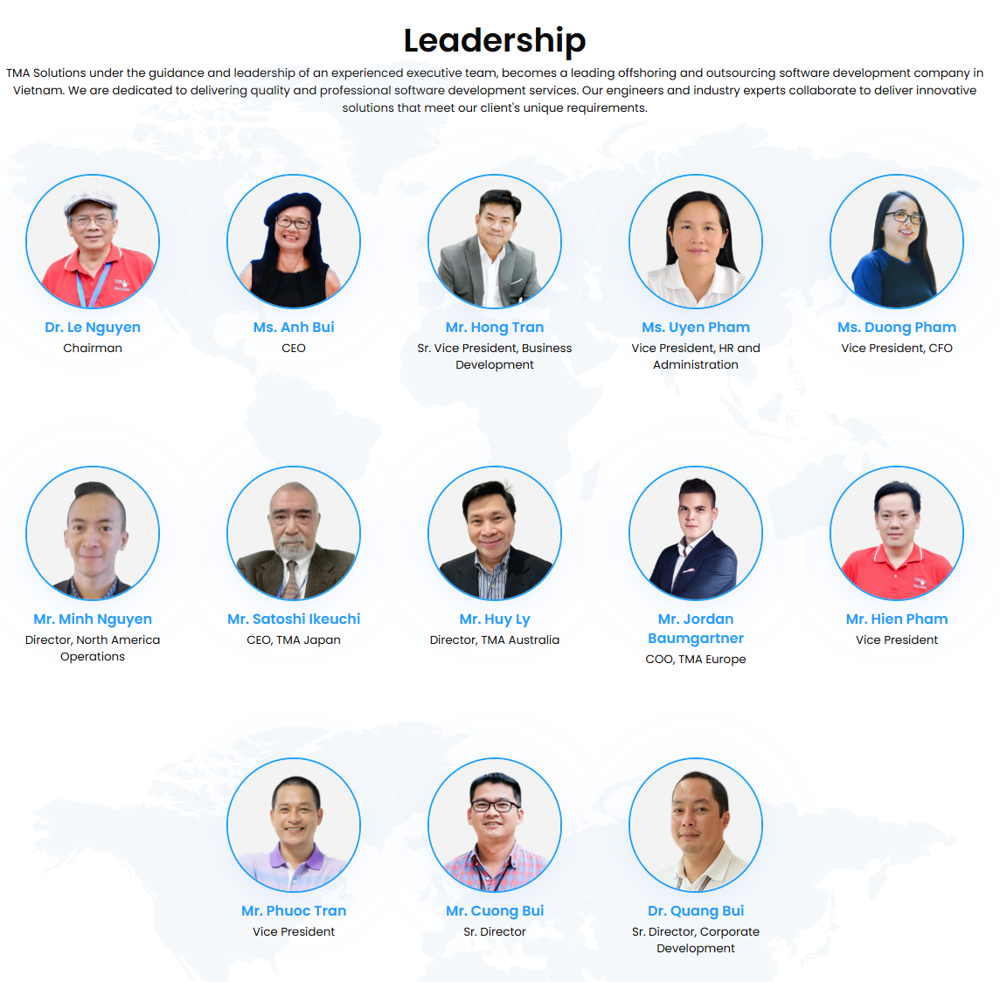 Leadership
TMA Solutions under the guidance and leadership of an experienced executive team, becomes a leading offshoring and outsourcing software development company in
Vietnam. We are dedicated to delivering quality and professional software development services. Our engineers and industry experts collaborate to deliver innovative
solutions that meet our client's unique requirements.
TMA
Dr. Le Nguyen
Chairman
Ms. Anh Bui
CEO
Mr. Hong Tran
Sr. Vice President, Business
Development
Ms. Uyen Pham
Vice President, HR and
Administration
Ms. Duong Pham
Vice President, CFO
TMA
Mr. Minh Nguyen
Director, North America
Operations
Mr. Satoshi Ikeuchi
CEO, TMA Japan
Mr. Huy Ly
Director, TMA Australia
Mr. Jordan
Baumgartner
COO, TMA Europe
Mr. Hien Pham
Vice President
Mr. Phuoc Tran
Vice President
Mr. Cuong Bui
Sr. Director
Dr. Quang Bui
Sr. Director, Corporate
Development